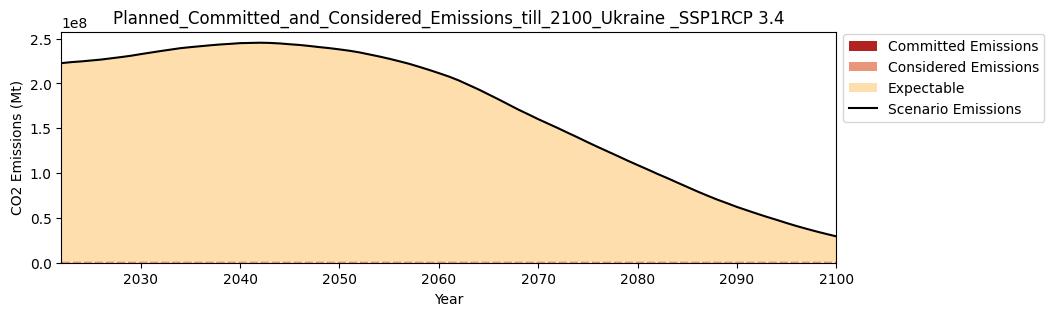 Planned_Committed_and_Considered_Emissions_till_2100_Ukraine _SSP1RCP 3.4
1e8
2.5
2.0
1.5
1.0
0.5
0.0
CO2 Emissions (Mt)
2030 2040 2050 2060 2070 2080 2090 2100
Year
Committed Emissions
Considered Emissions
Expectable
Scenario Emissions